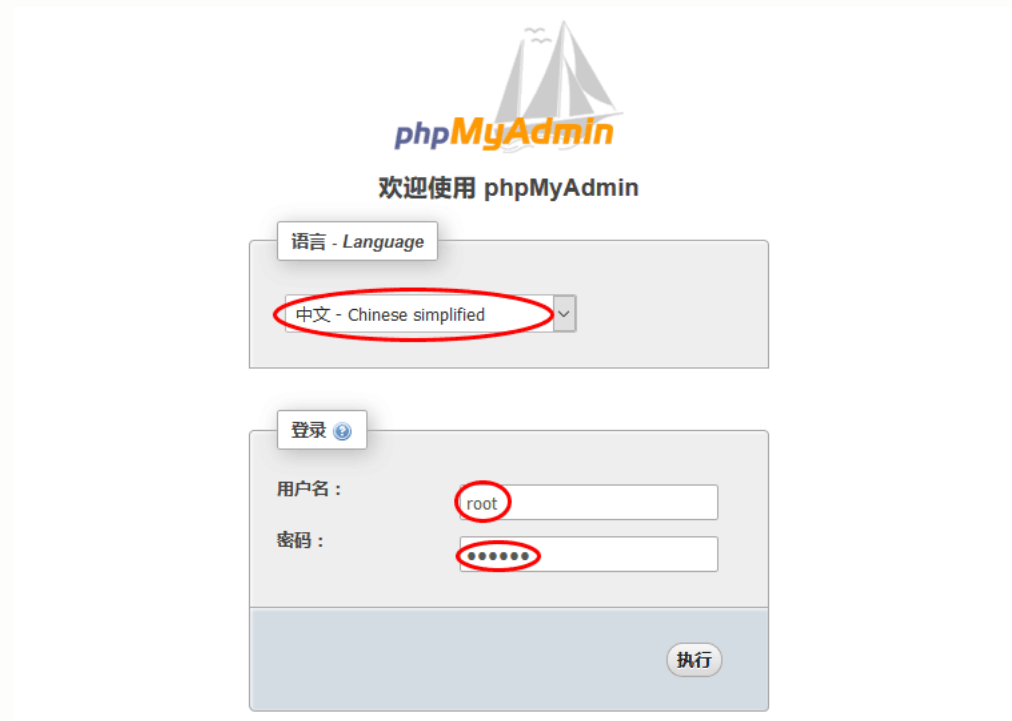 phpMyAdmin
欢迎使用 phpMyAdmin
语言 - Language
中文 - Chinese simplified
登录
用户名：
root
密码：
••••••
执行